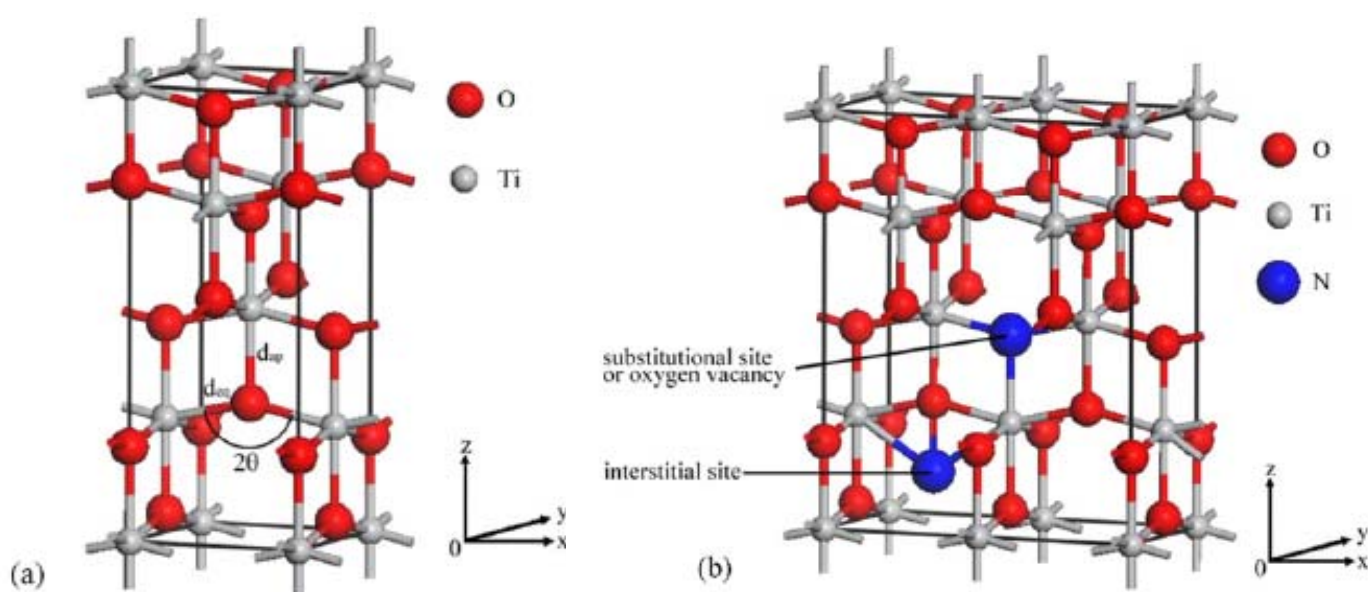 O
Ti
d_ap
d_eq
2θ
z
y
0
x
(a)
O
Ti
N
substitutional site
or oxygen vacancy
interstitial site
z
y
0
x
(b)